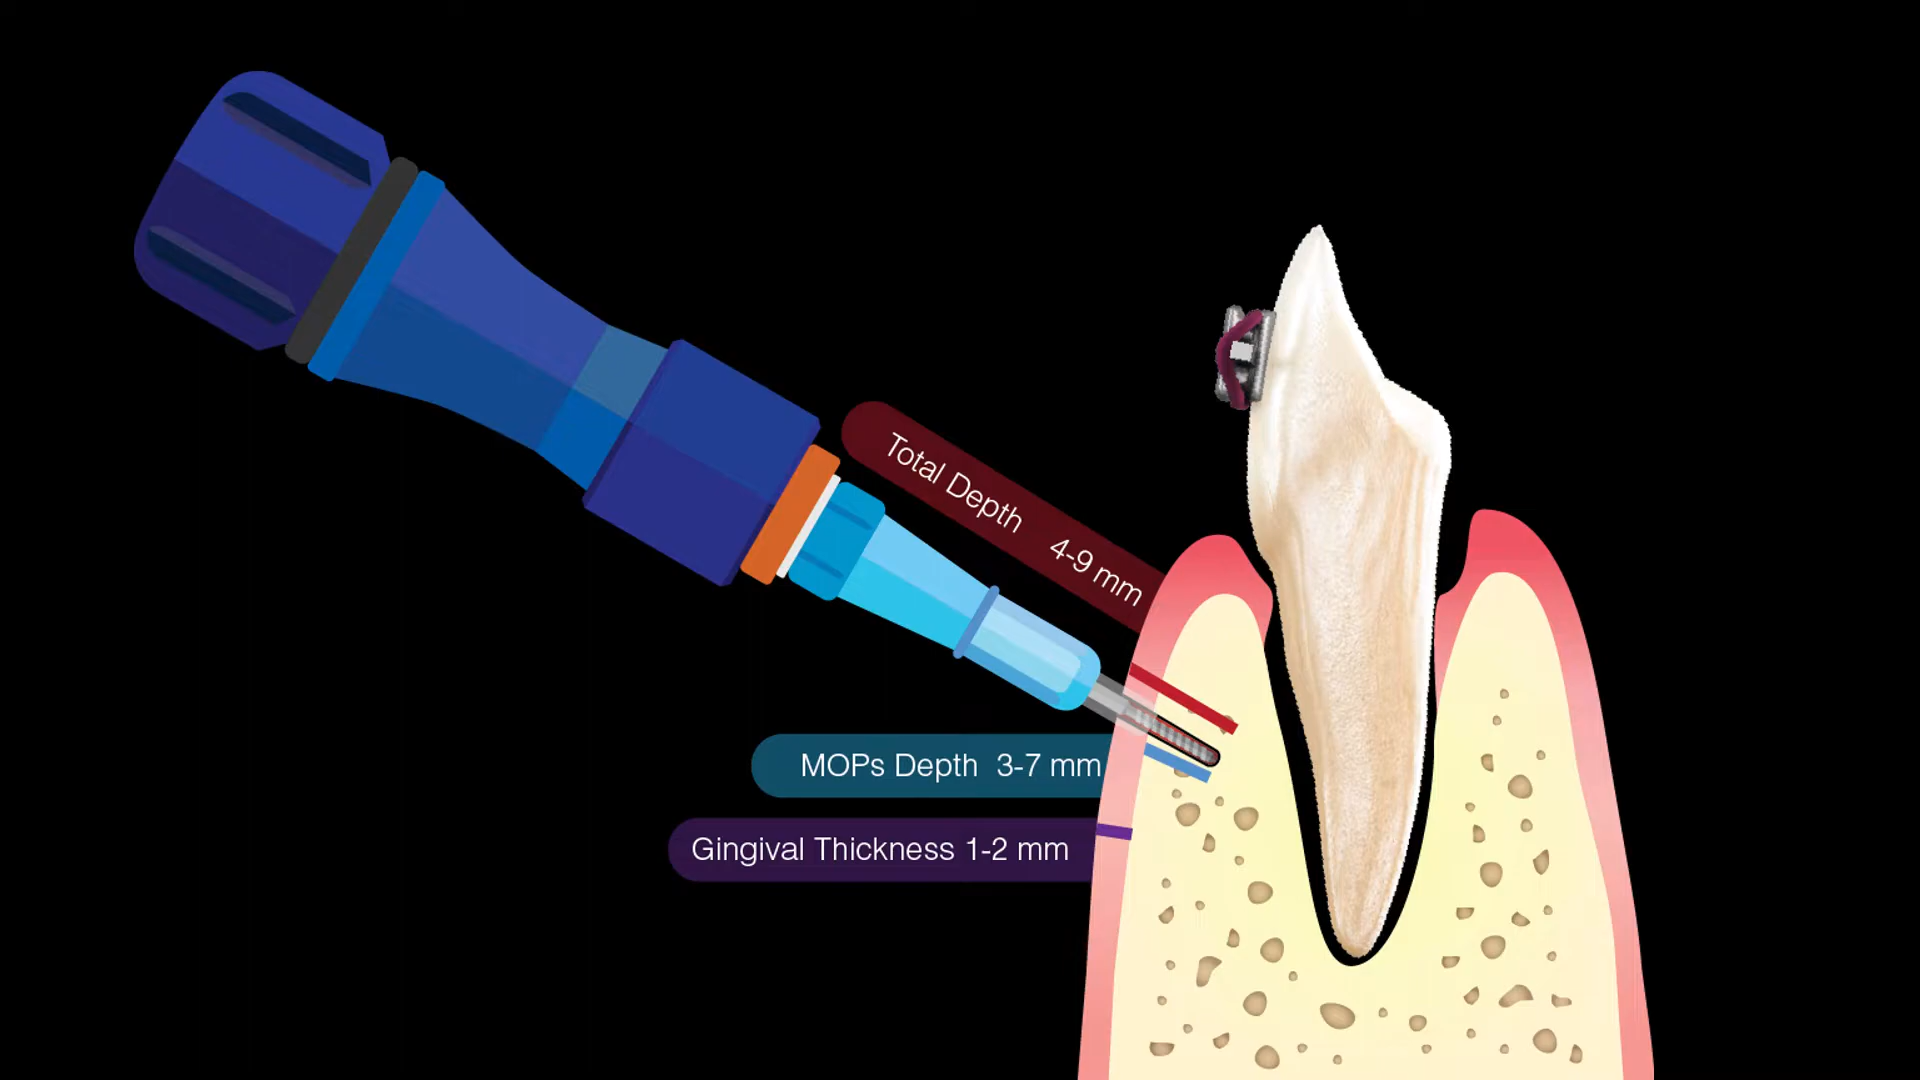 Total Depth 4-9 mm
MOPs Depth 3-7 mm
Gingival Thickness 1-2 mm